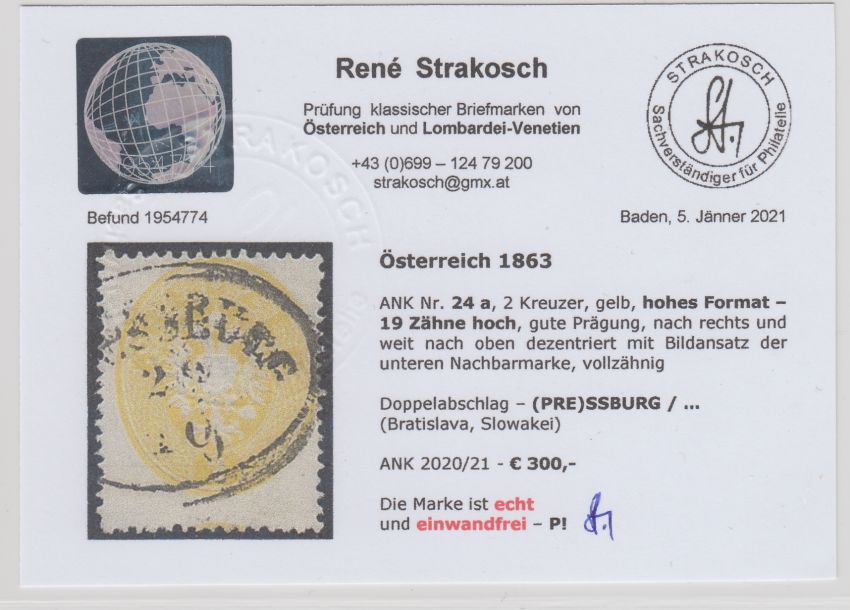 René Strakosch
Prüfung klassischer Briefmarken von
Österreich und Lombardei-Venetien
+43 (0)699 – 124 79 200
strakosch@gmx.at
STRAKOSCH
Sachverständiger für Philatelie
Befund 1954774
Baden, 5. Jänner 2021
SSBURG
Österreich 1863
ANK Nr. 24 a, 2 Kreuzer, gelb, hohes Format –
19 Zähne hoch, gute Prägung, nach rechts und
weit nach oben dezentriert mit Bildansatz der
unteren Nachbarmarke, vollzähnig
Doppelabschlag – (PRE)SSBURG / ...
(Bratislava, Slowakei)
ANK 2020/21 - € 300,-
Die Marke ist echt
und einwandfrei – P!